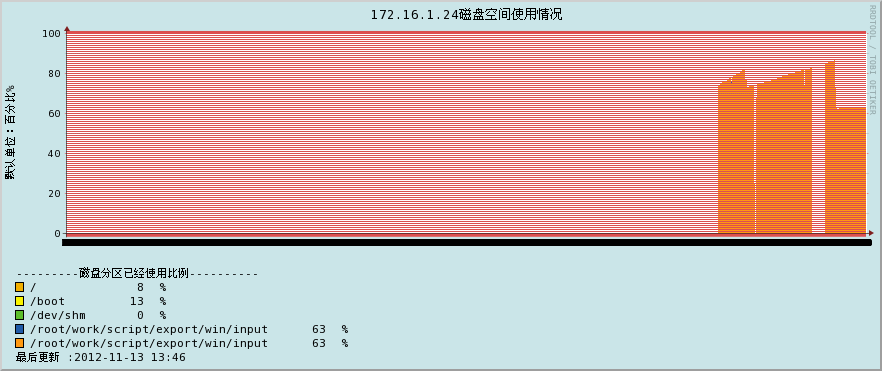 172.16.1.24磁盘空间使用情况
RRDTOOL / TOBI OETIKER
默认单位：百分比%
100
80
60
40
20
0
---------磁盘分区已经使用比例----------
/ 8 %
/boot 13 %
/dev/shm 0 %
/root/work/script/export/win/input 63 %
/root/work/script/export/win/input 63 %
最后更新 :2012-11-13 13:46